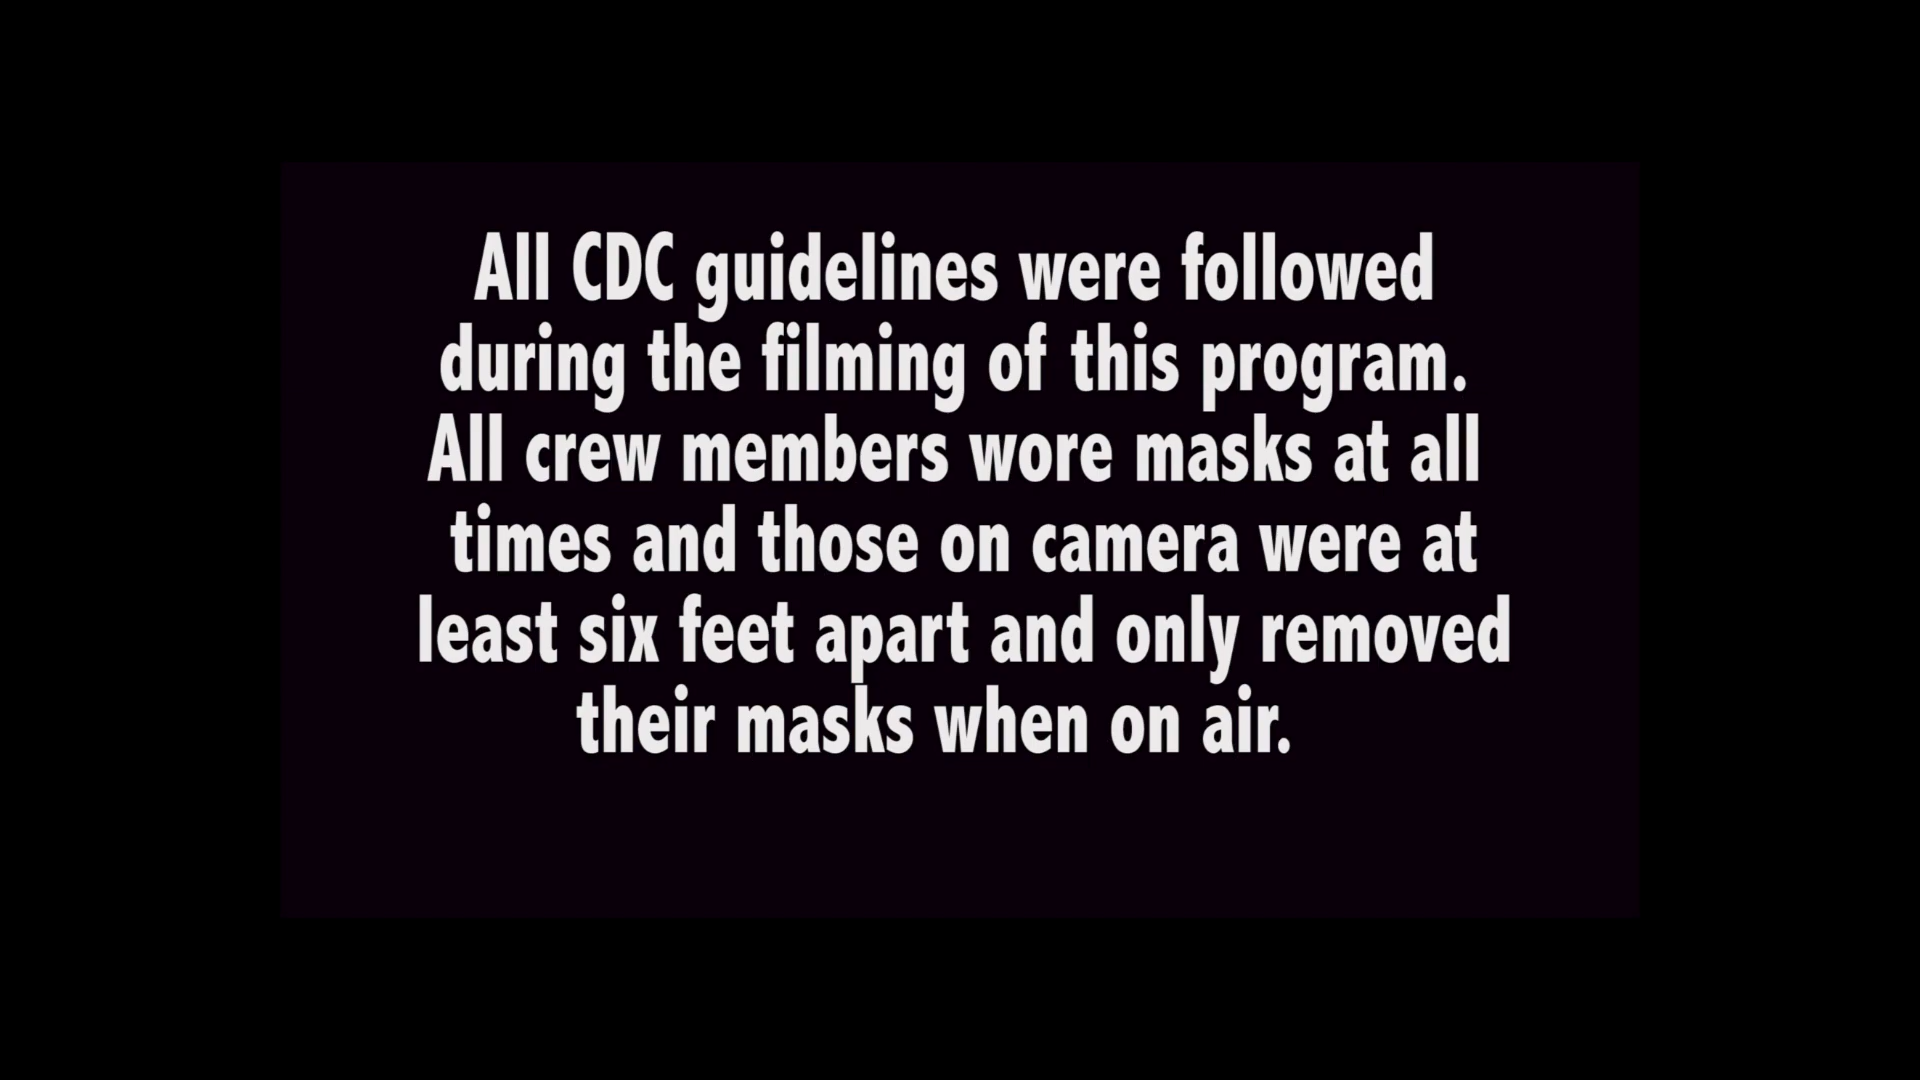 All CDC guidelines were followed
during the filming of this program.
All crew members wore masks at all
times and those on camera were at
least six feet apart and only removed
their masks when on air.